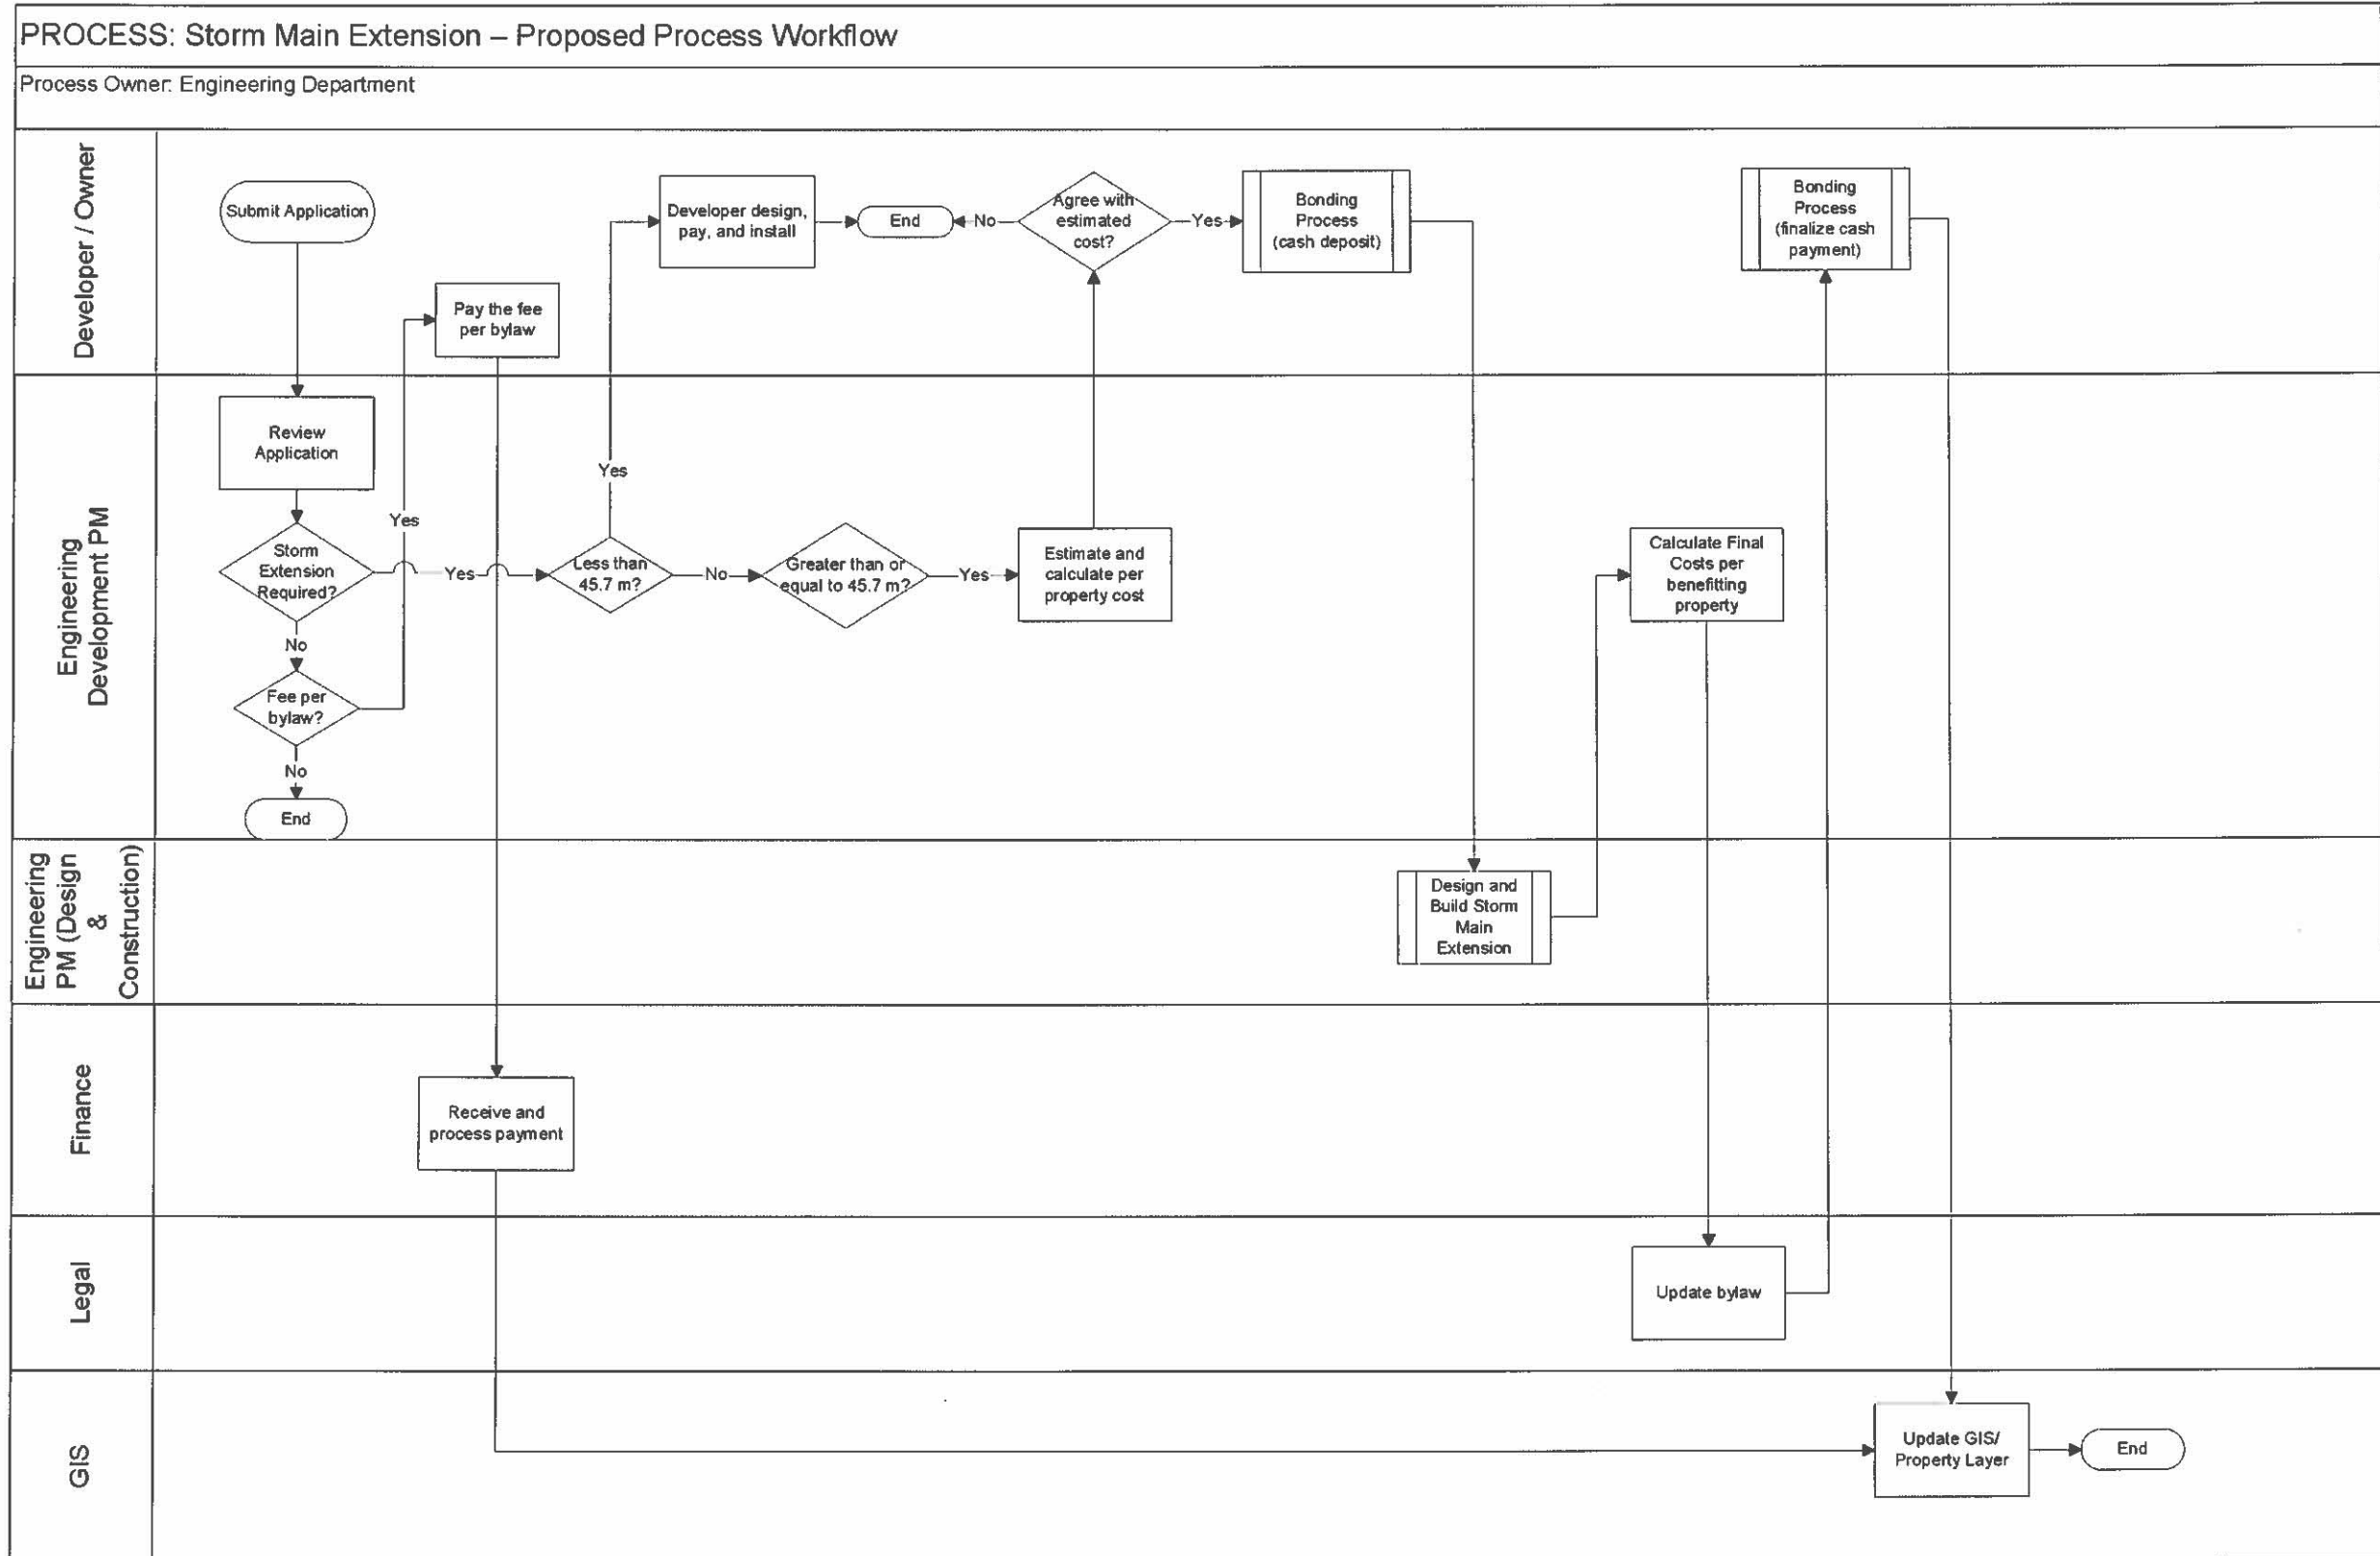 PROCESS: Storm Main Extension – Proposed Process Workflow
Process Owner: Engineering Department
Developer / Owner
Submit Application
Developer design,
pay, and install
End
No
Agree with
estimated
cost?
Yes
Bonding
Process
(cash deposit)
Bonding
Process
(finalize cash
payment)
Pay the fee
per bylaw
Engineering
Development PM
Review
Application
Yes
Yes
Storm
Extension
Required?
Yes
Less than
45.7 m?
No
Greater than or
equal to 45.7 m?
Yes
Estimate and
calculate per
property cost
Calculate Final
Costs per
benefitting
property
No
Fee per
bylaw?
No
End
Engineering
PM (Design
&
Construction)
Design and
Build Storm
Main
Extension
Finance
Receive and
process payment
Legal
Update bylaw
GIS
Update GIS/
Property Layer
End